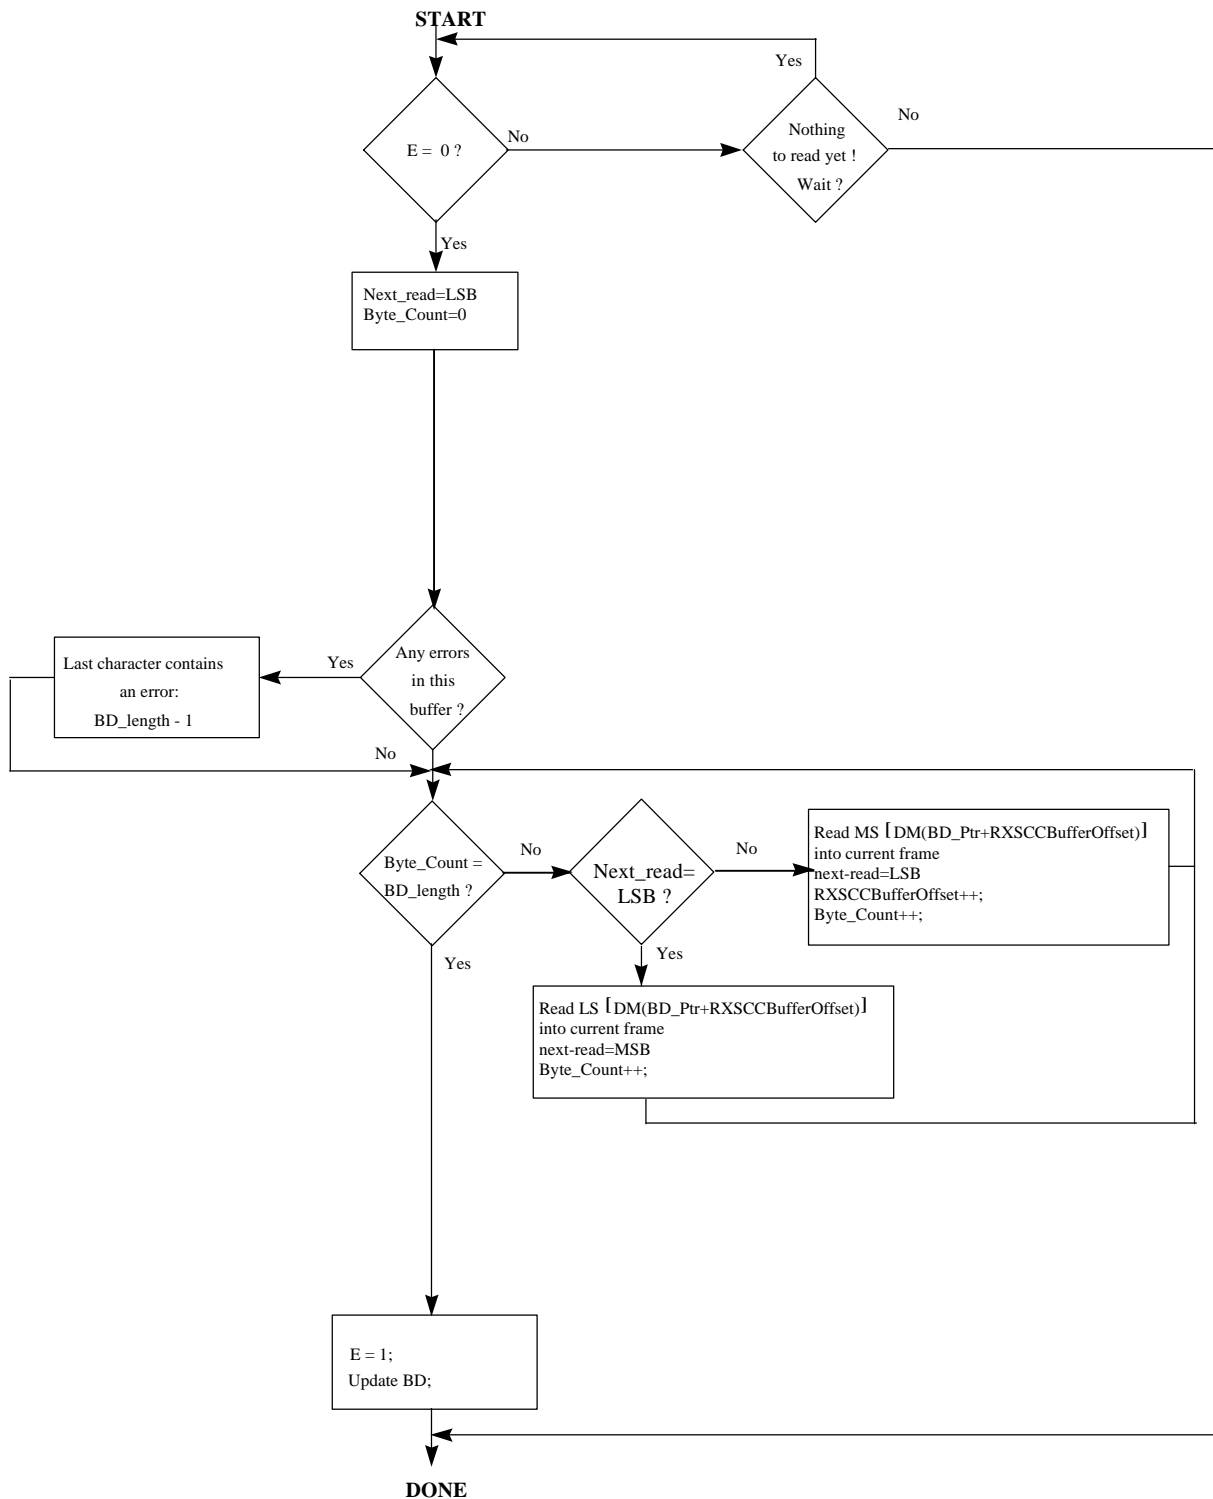 START
Yes
No
Nothing
to read yet !
Wait ?
E =  0 ?
No
Yes
Next_read=LSB
Byte_Count=0
Last character contains
an error:
BD_length - 1
Yes
Any errors
in this
buffer ?
No
Byte_Count =
BD_length ?
No
Next_read=
LSB ?
No
Read MS [DM(BD_Ptr+RXSCCBufferOffset)]
into current frame
next-read=LSB
RXSCCBufferOffset++;
Byte_Count++;
Yes
Yes
Read LS [DM(BD_Ptr+RXSCCBufferOffset)]
into current frame
next-read=MSB
Byte_Count++;
E = 1;
Update BD;
DONE